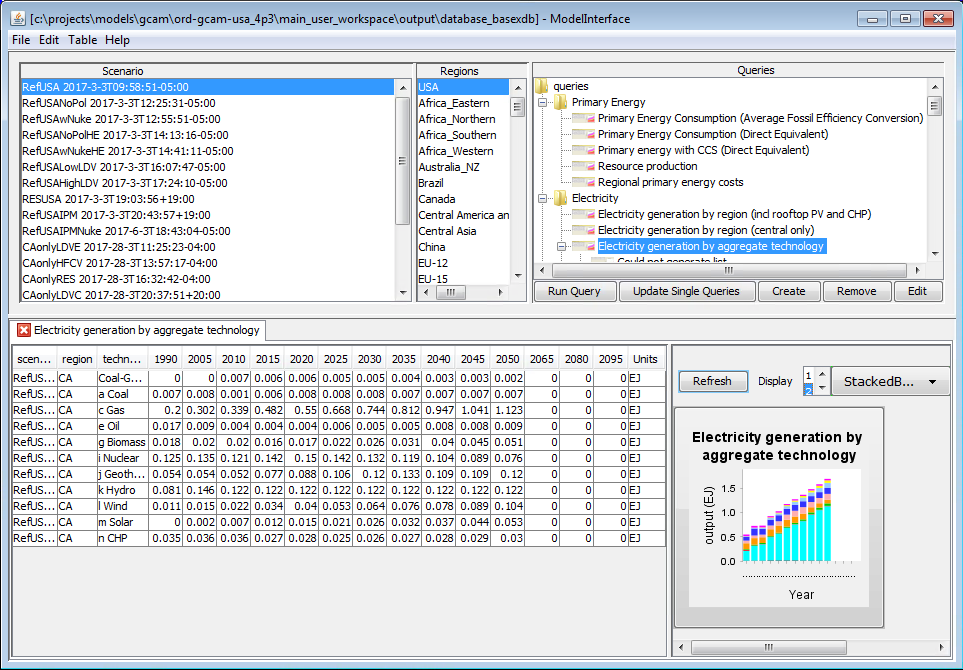 [c:\projects\models\gcam\ord-gcam-usa_4p3\main_user_workspace\output\database_basexdb] - ModelInterface
File Edit Table Help
Scenario
RefUSA 2017-3-3T09:58:51-05:00
RefUSANoPol 2017-3-3T12:25:31-05:00
RefUSAwNuke 2017-3-3T12:55:51-05:00
RefUSANoPolHE 2017-3-3T14:13:16-05:00
RefUSAwNukeHE 2017-3-3T14:41:11-05:00
RefUSALowLDV 2017-3-3T16:07:47-05:00
RefUSAHighLDV 2017-3-3T17:24:10-05:00
RESUSA 2017-3-3T19:03:56+19:00
RefUSAIPM 2017-3-3T20:43:57+19:00
RefUSAIPMNuke 2017-6-3T18:43:04-05:00
CAonlyLDVE 2017-28-3T11:25:23-04:00
CAonlyHFCV 2017-28-3T13:57:17-04:00
CAonlyRES 2017-28-3T16:32:42-04:00
CAonlyLDVC 2017-28-3T20:37:51+20:00
Regions
USA
Africa_Eastern
Africa_Northern
Africa_Southern
Africa_Western
Australia_NZ
Brazil
Canada
Central America an
Central Asia
China
EU-12
EU-15
Queries
queries
Primary Energy
Primary Energy Consumption (Average Fossil Efficiency Conversion)
Primary Energy Consumption (Direct Equivalent)
Primary energy with CCS (Direct Equivalent)
Resource production
Regional primary energy costs
Electricity
Electricity generation by region (incl rooftop PV and CHP)
Electricity generation by region (central only)
Electricity generation by aggregate technology
Could not generate list
Run Query Update Single Queries Create Remove Edit
Electricity generation by aggregate technology
scen... region techn... 1990 2005 2010 2015 2020 2025 2030 2035 2040 2045 2050 2065 2080 2095 Units
RefUS... CA Coal-G... 0 0 0.007 0.006 0.006 0.005 0.005 0.004 0.003 0.003 0.002 0 0 0 EJ
RefUS... CA a Coal 0.007 0.008 0.001 0.006 0.008 0.008 0.008 0.007 0.007 0.007 0.007 0 0 0 EJ
RefUS... CA c Gas 0.2 0.302 0.339 0.482 0.55 0.668 0.744 0.812 0.947 1.041 1.123 0 0 0 EJ
RefUS... CA e Oil 0.017 0.009 0.004 0.004 0.004 0.006 0.005 0.005 0.008 0.008 0.009 0 0 0 EJ
RefUS... CA g Biomass 0.018 0.02 0.02 0.016 0.017 0.022 0.026 0.031 0.04 0.045 0.051 0 0 0 EJ
RefUS... CA i Nuclear 0.125 0.135 0.121 0.142 0.15 0.142 0.132 0.119 0.104 0.089 0.076 0 0 0 EJ
RefUS... CA j Geoth... 0.054 0.054 0.052 0.077 0.088 0.106 0.12 0.133 0.109 0.109 0.12 0 0 0 EJ
RefUS... CA k Hydro 0.081 0.146 0.122 0.122 0.122 0.122 0.122 0.122 0.122 0.122 0.122 0 0 0 EJ
RefUS... CA l Wind 0.011 0.015 0.022 0.034 0.04 0.053 0.064 0.076 0.078 0.089 0.104 0 0 0 EJ
RefUS... CA m Solar 0 0.002 0.007 0.012 0.015 0.021 0.026 0.032 0.037 0.044 0.053 0 0 0 EJ
RefUS... CA n CHP 0.035 0.036 0.036 0.027 0.028 0.025 0.026 0.027 0.028 0.029 0.03 0 0 0 EJ
Refresh Display 1 2 StackedB...
Electricity generation by
aggregate technology
output (EJ)
1.5
1.0
0.5
0.0
Year